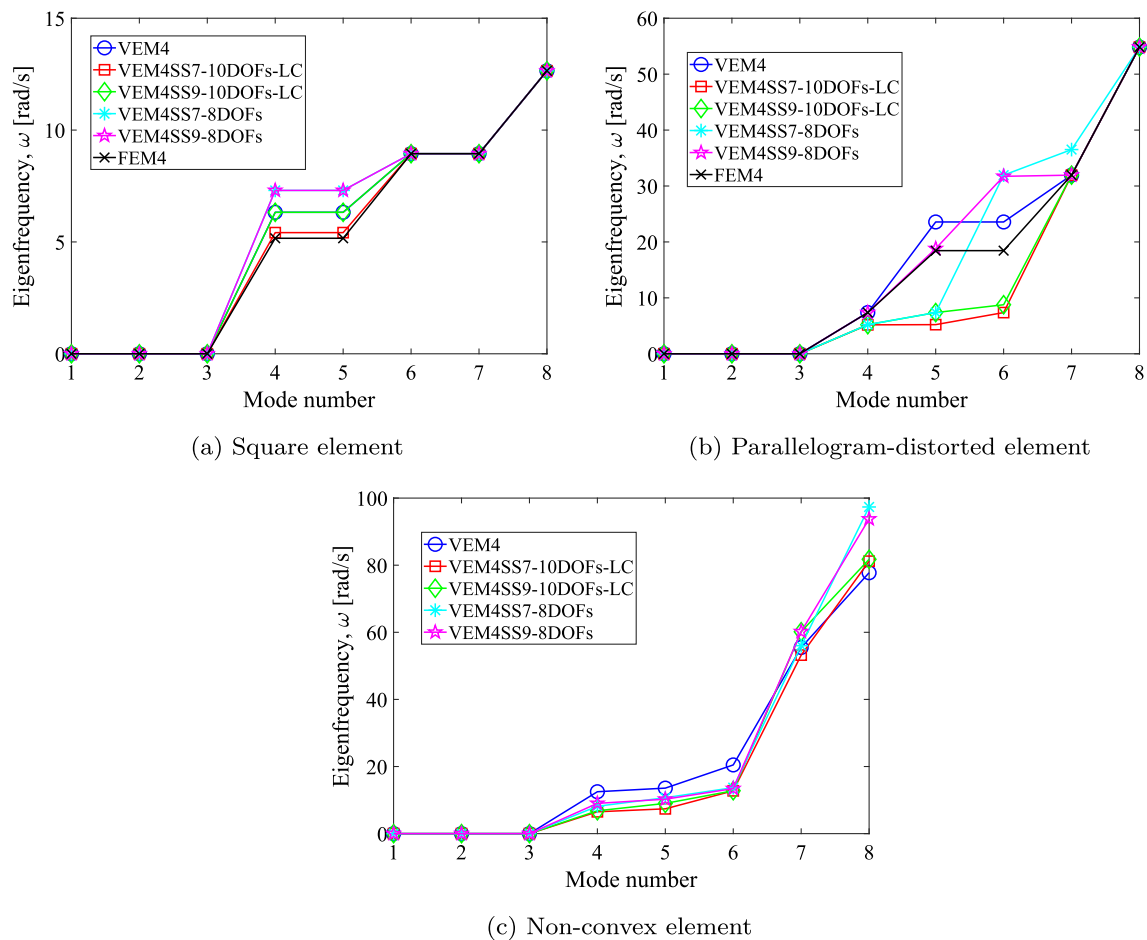 15
10
5
0
Eigenfrequency, ω [rad/s]
VEM4
VEM4SS7-10DOFs-LC
VEM4SS9-10DOFs-LC
VEM4SS7-8DOFs
VEM4SS9-8DOFs
FEM4
1 2 3 4 5 6 7 8
Mode number
(a) Square element
60
50
40
30
20
10
0
Eigenfrequency, ω [rad/s]
VEM4
VEM4SS7-10DOFs-LC
VEM4SS9-10DOFs-LC
VEM4SS7-8DOFs
VEM4SS9-8DOFs
FEM4
1 2 3 4 5 6 7 8
Mode number
(b) Parallelogram-distorted element
100
80
60
40
20
0
Eigenfrequency, ω [rad/s]
VEM4
VEM4SS7-10DOFs-LC
VEM4SS9-10DOFs-LC
VEM4SS7-8DOFs
VEM4SS9-8DOFs
1 2 3 4 5 6 7 8
Mode number
(c) Non-convex element